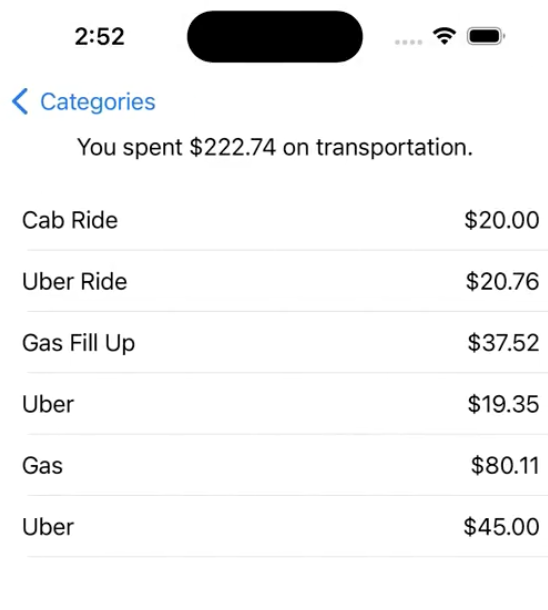 2:52
Categories
You spent $222.74 on transportation.
Cab Ride $20.00
Uber Ride $20.76
Gas Fill Up $37.52
Uber $19.35
Gas $80.11
Uber $45.00